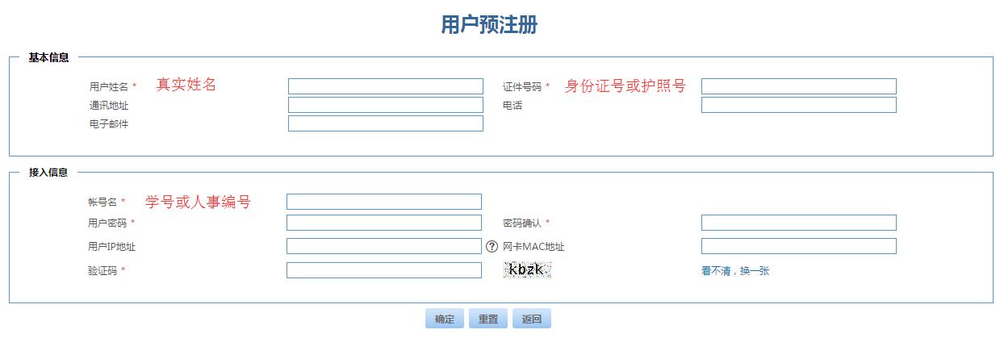 用户预注册
基本信息
用户姓名 * 真实姓名 证件号码 * 身份证号或护照号
通讯地址 电话
电子邮件
接入信息
帐号名 * 学号或人事编号
用户密码 * 密码确认 *
用户IP地址 ? 网卡MAC地址
验证码 * kbzk 看不清，换一张
确定 重置 返回